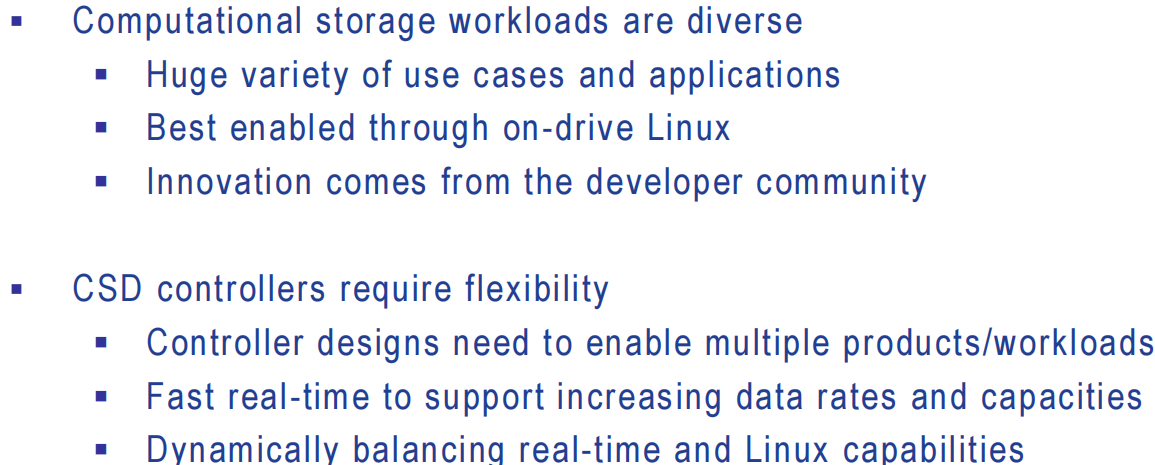 ▪ Computational storage workloads are diverse
▪ Huge variety of use cases and applications
▪ Best enabled through on-drive Linux
▪ Innovation comes from the developer community
▪ CSD controllers require flexibility
▪ Controller designs need to enable multiple products/workloads
▪ Fast real-time to support increasing data rates and capacities
▪ Dynamically balancing real-time and Linux capabilities